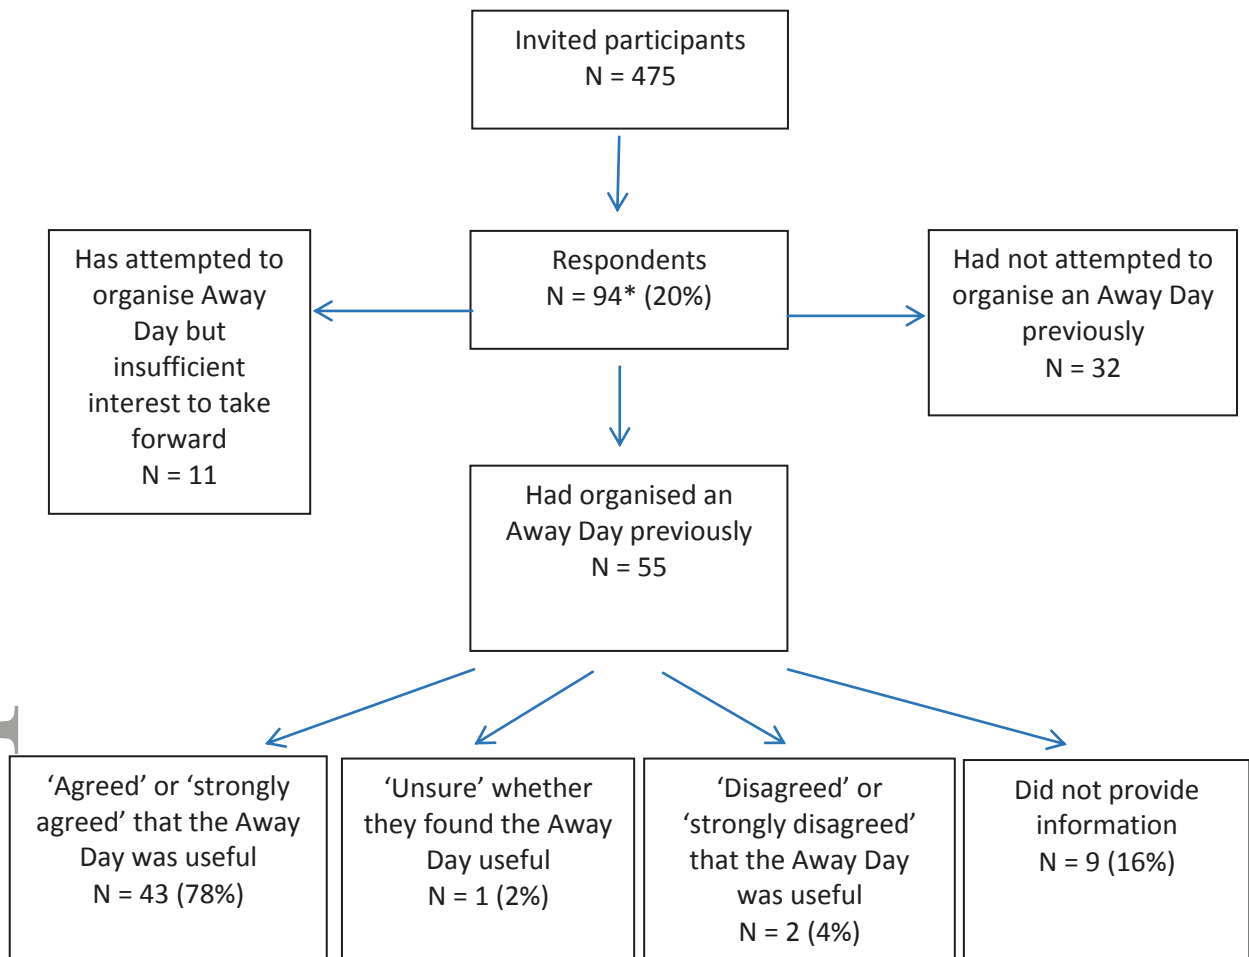 Invited participants
N = 475
Has attempted to
organise Away
Day but
insufficient
interest to take
forward
N = 11
Respondents
N = 94* (20%)
Had not attempted to
organise an Away Day
previously
N = 32
Had organised an
Away Day previously
N = 55
'Agreed' or 'strongly
agreed' that the Away
Day was useful
N = 43 (78%)
'Unsure' whether
they found the Away
Day useful
N = 1 (2%)
'Disagreed' or
'strongly disagreed'
that the Away Day
was useful
N = 2 (4%)
Did not provide
information
N = 9 (16%)